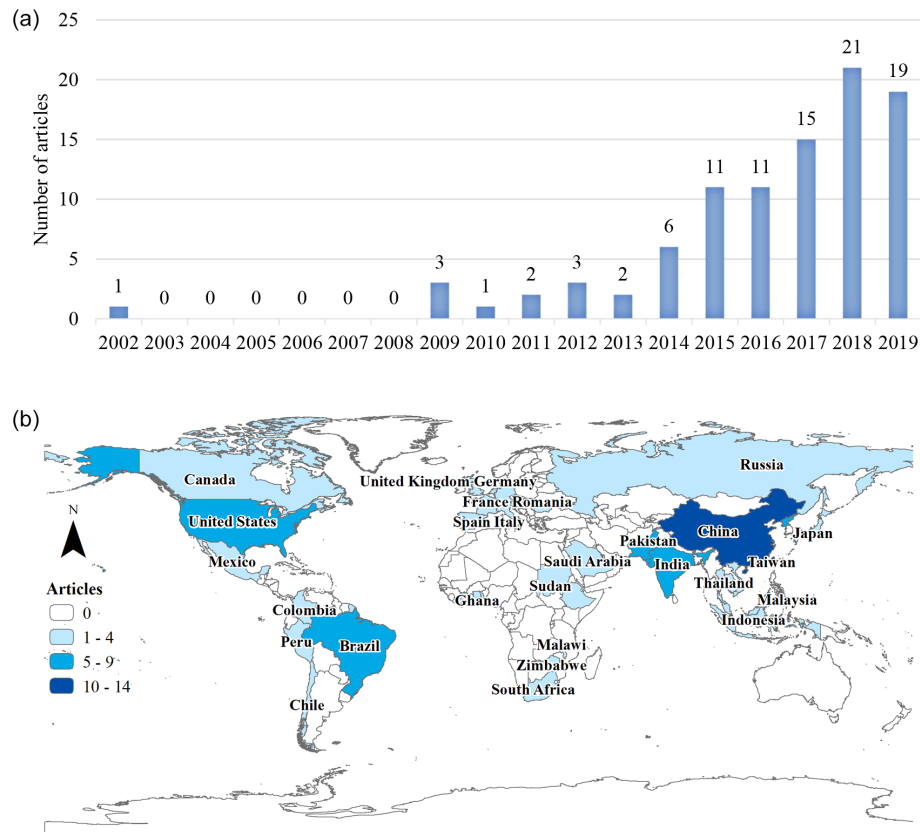 (a)
25
20
15
10
5
0
Number of articles
1 0 0 0 0 0 0 3 1 2 3 2 6 11 11 15 21 19
2002 2003 2004 2005 2006 2007 2008 2009 2010 2011 2012 2013 2014 2015 2016 2017 2018 2019
(b)
Canada
United Kingdom Germany
Russia
France Romania
United States
Spain Italy
China
Japan
N
Mexico
Pakistan
Saudi Arabia
India
Taiwan
Articles
0
1 - 4
5 - 9
10 - 14
Colombia
Ghana
Sudan
Thailand
Malaysia
Indonesia
Peru
Brazil
Malawi
Zimbabwe
Chile
South Africa